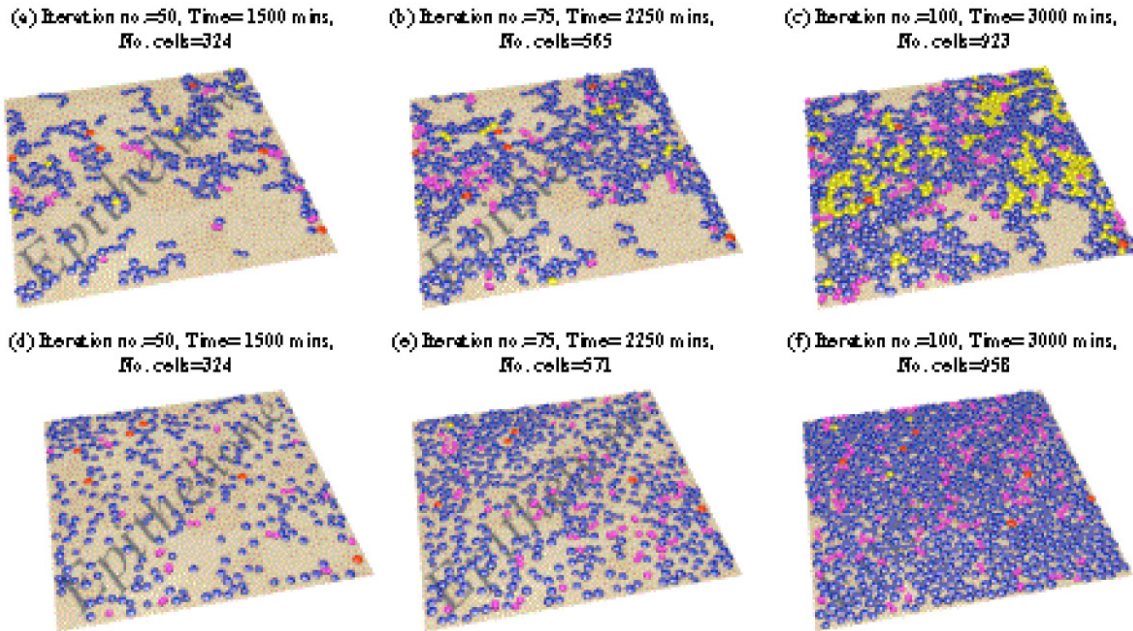 (a) Iteration no.=50, Time=1500 mins,
No. cells=324
(b) Iteration no.=75, Time=2250 mins,
No. cells=565
(c) Iteration no.=100, Time=3000 mins,
No. cells=923
Epithelium
(d) Iteration no.=50, Time=1500 mins,
No. cells=324
(e) Iteration no.=75, Time=2250 mins,
No. cells=571
(f) Iteration no.=100, Time=3000 mins,
No. cells=958
Epitheliome